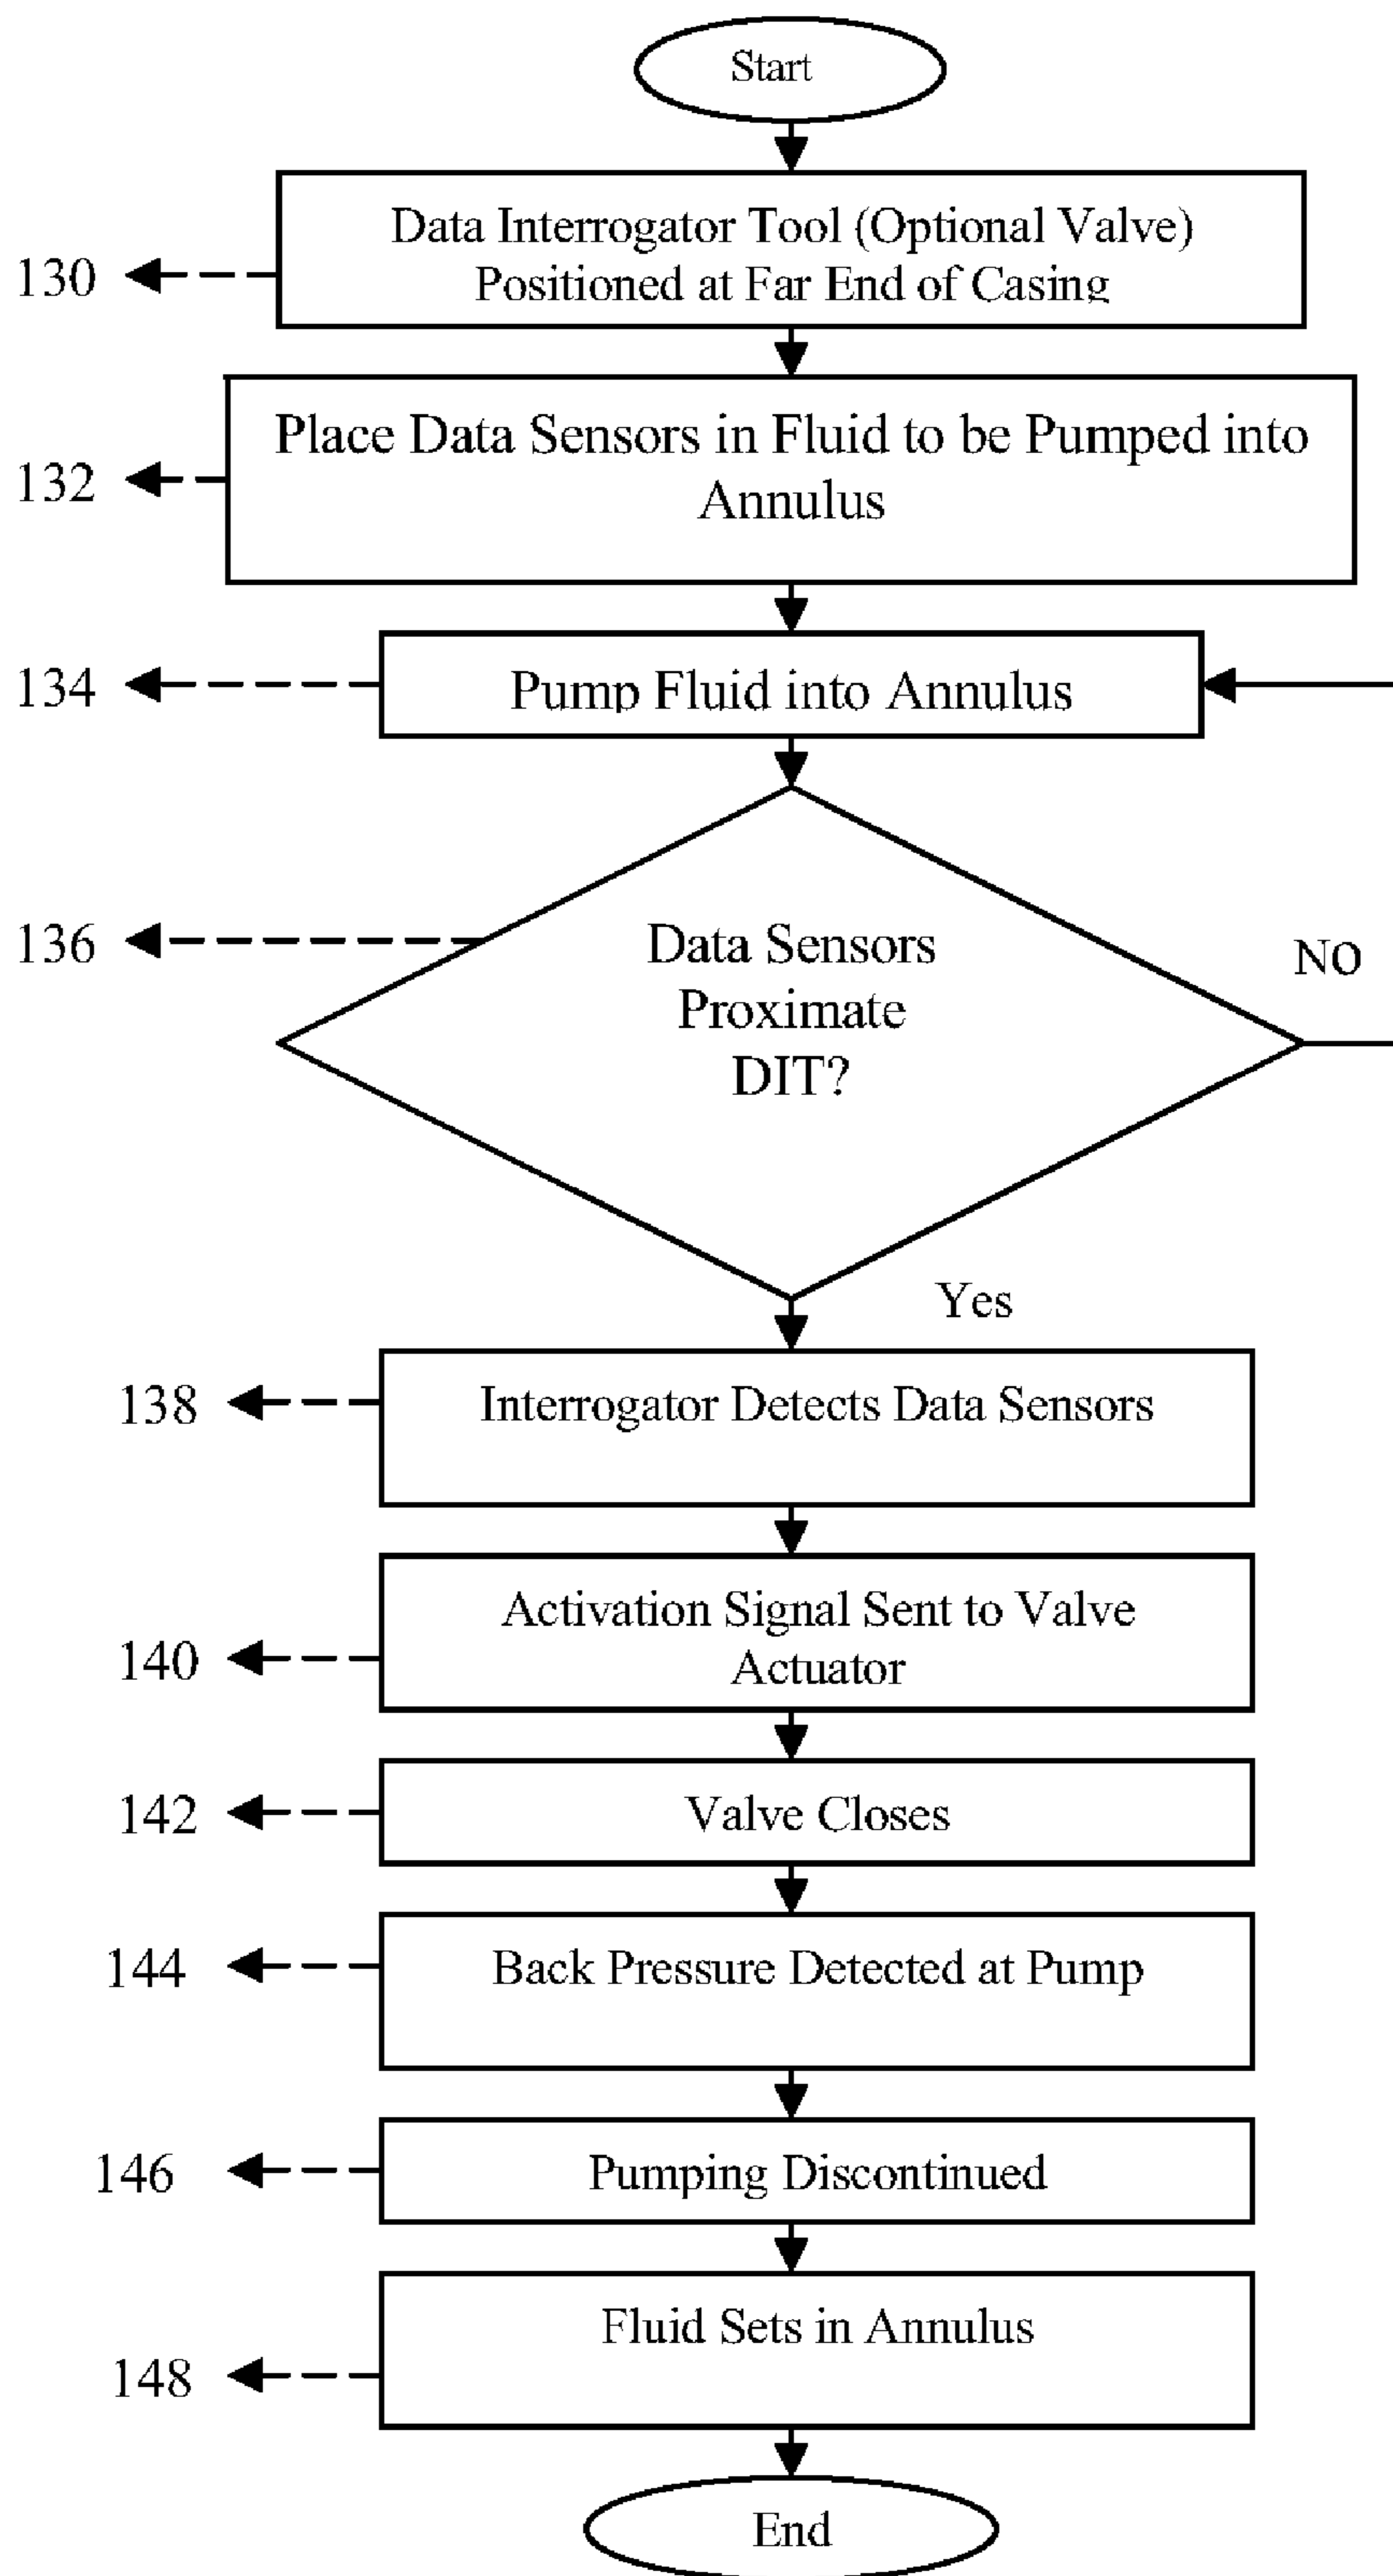 Start
Data Interrogator Tool (Optional Valve)
Positioned at Far End of Casing
130
Place Data Sensors in Fluid to be Pumped into
Annulus
132
Pump Fluid into Annulus
134
Data Sensors
Proximate
DIT?
136
NO
Yes
Interrogator Detects Data Sensors
138
Activation Signal Sent to Valve
Actuator
140
Valve Closes
142
Back Pressure Detected at Pump
144
Pumping Discontinued
146
Fluid Sets in Annulus
148
End